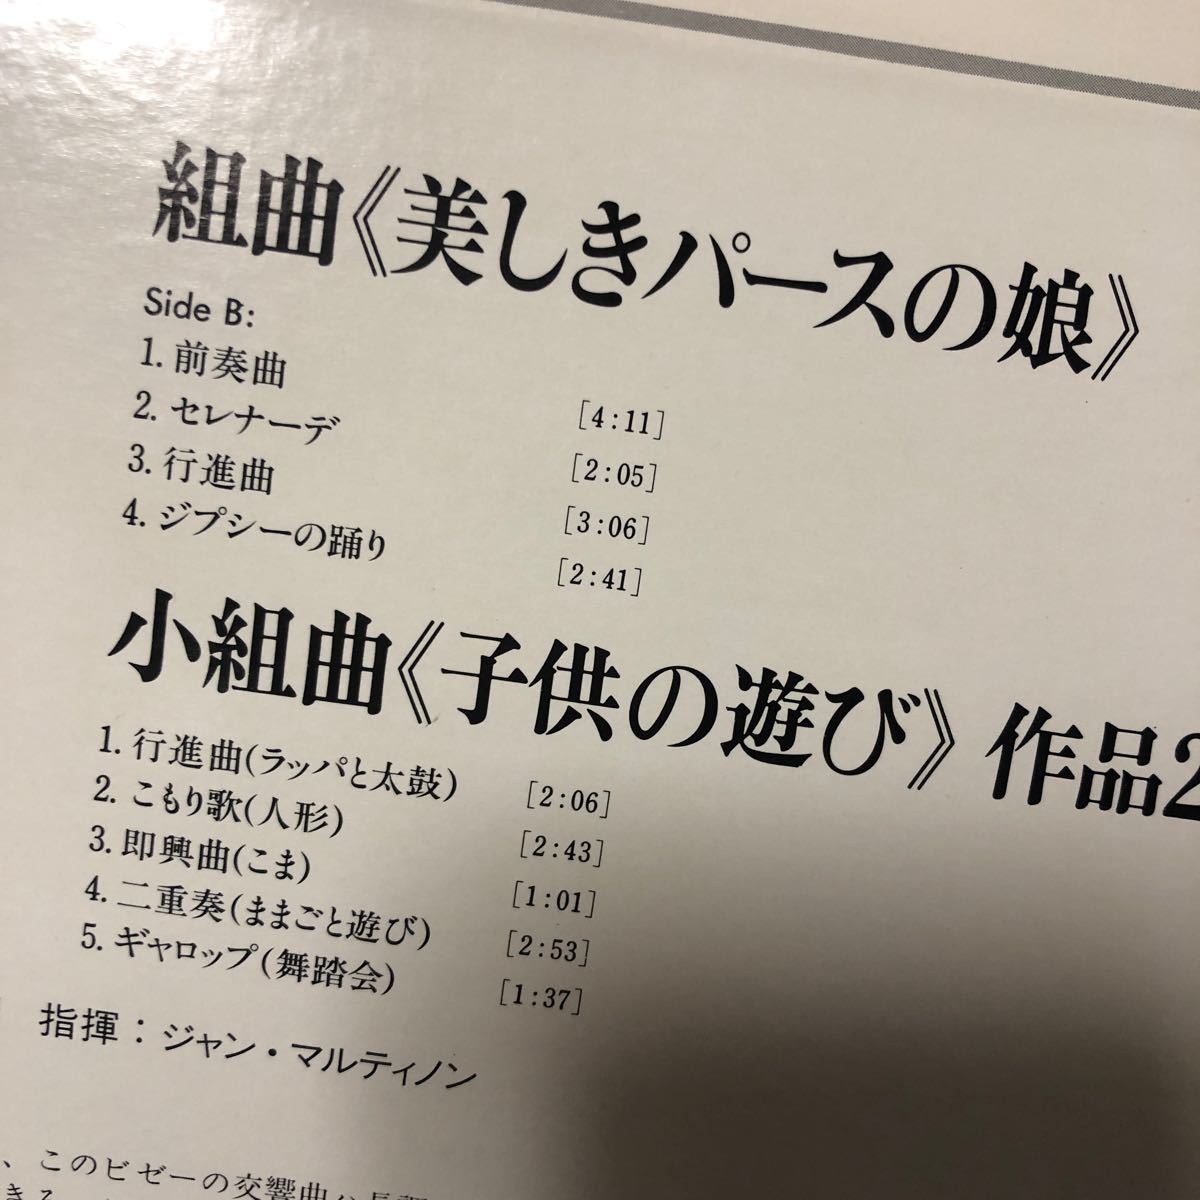 組曲《美しきパースの娘》
Side B:
1. 前奏曲 [4:11]
2. セレナーデ [2:05]
3. 行進曲 [3:06]
4. ジプシーの踊り [2:41]
小組曲《子供の遊び》 作品2
1. 行進曲(ラッパと太鼓) [2:06]
2. こもり歌(人形) [2:43]
3. 即興曲(こま) [1:01]
4. 二重奏(ままごと遊び) [2:53]
5. ギャロップ(舞踏会) [1:37]
指揮：ジャン・マルティノン
、このビゼーの交響曲ハ長調